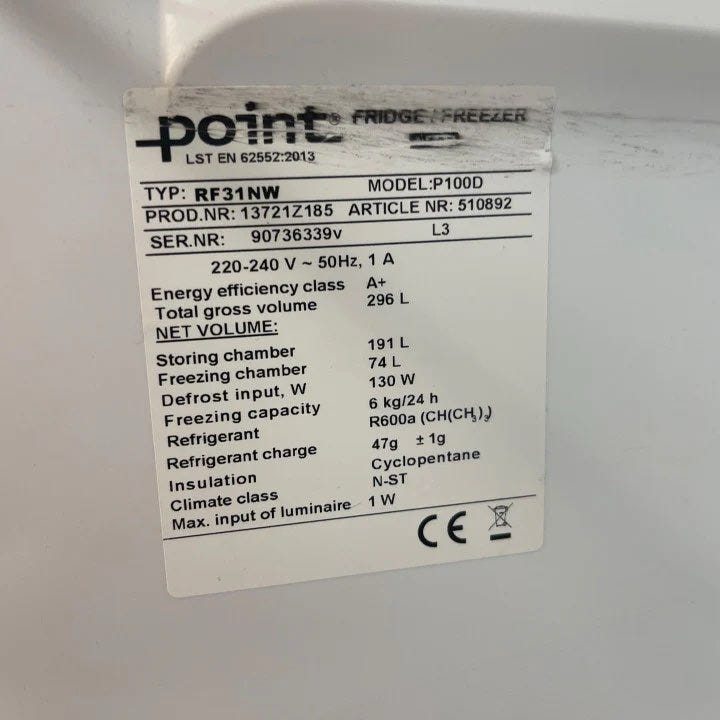 point® FRIDGE/FREEZER
LST EN 62552:2013
TYP: RF31NW MODEL:P100D
PROD.NR: 13721Z185 ARTICLE NR: 510892
SER.NR: 90736339v L3
220-240 V ~ 50Hz, 1 A
Energy efficiency class A+
Total gross volume 296 L
NET VOLUME:
Storing chamber 191 L
Freezing chamber 74 L
Defrost input, W 130 W
Freezing capacity 6 kg/24 h
Refrigerant R600a (CH(CH₃)₃)
Refrigerant charge 47g ± 1g
Insulation Cyclopentane
Climate class N-ST
Max. input of luminaire 1 W
CE